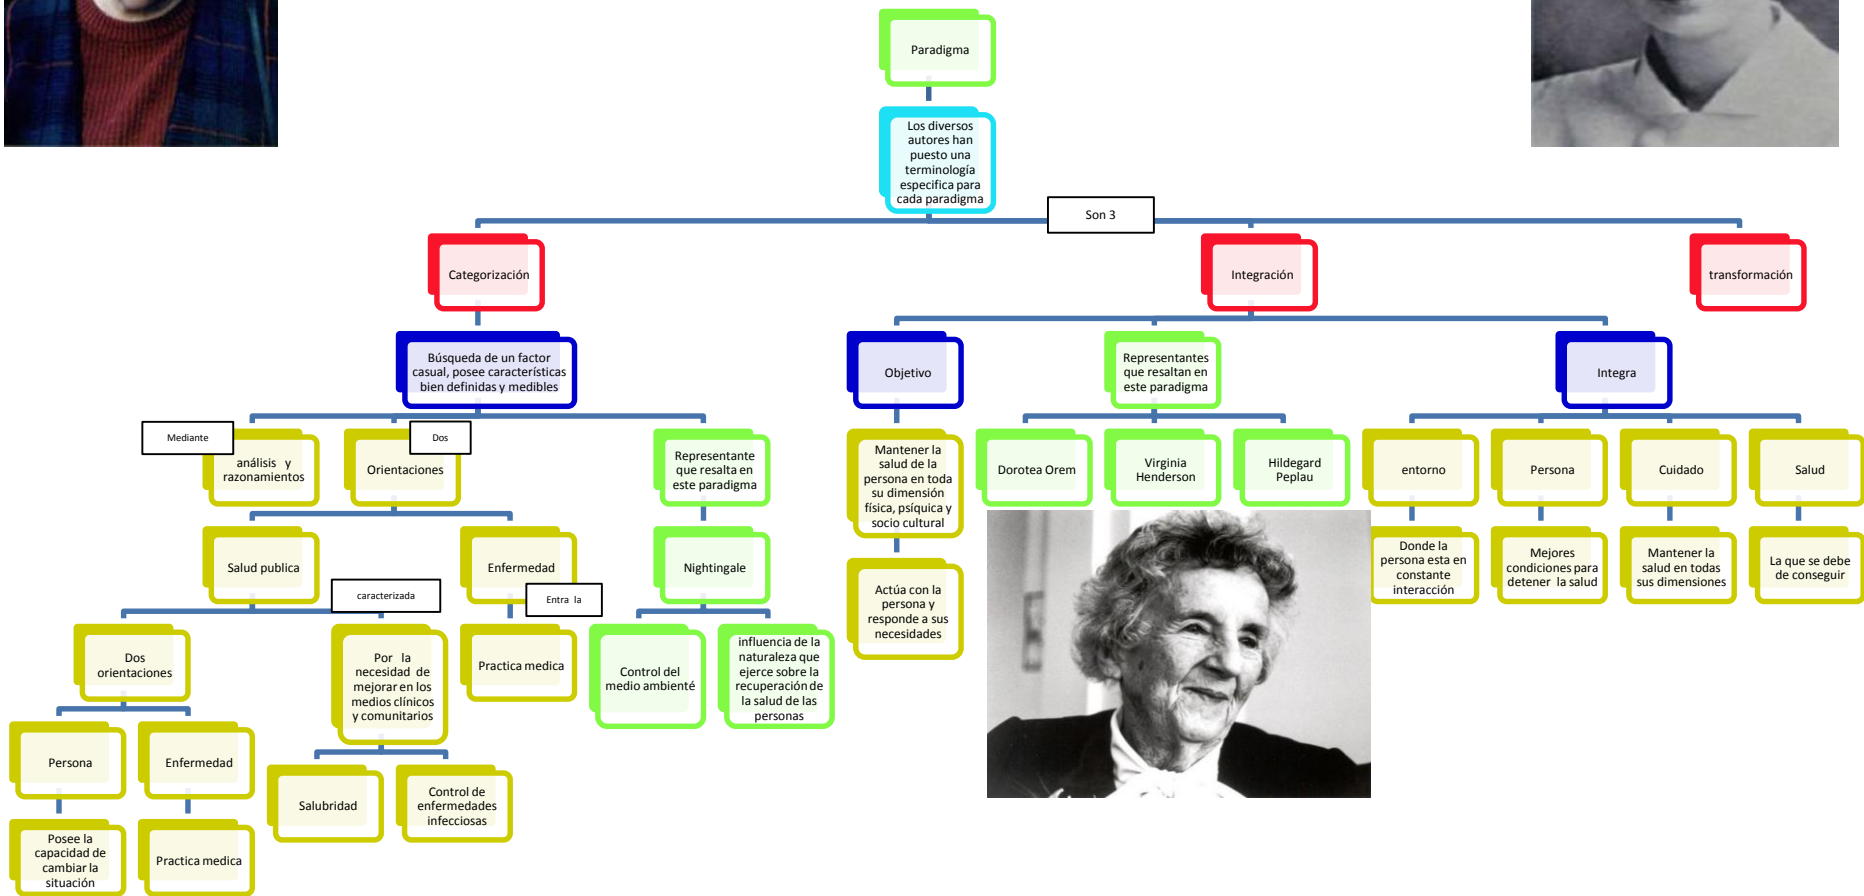 Paradigma
Los diversos
autores han
puesto una
terminología
especifica para
cada paradigma
Son 3
Categorización
Integración
transformación
Búsqueda de un factor
casual, posee características
bien definidas y medibles
Objetivo
Representantes
que resaltan en
este paradigma
Integra
Mediante
análisis y
razonamientos
Orientaciones
Dos
Representante
que resalta en
este paradigma
Mantener la
salud de la
persona en toda
su dimensión
física, psíquica y
socio cultural
Dorotea Orem
Virginia
Henderson
Hildegard
Peplau
entorno
Persona
Cuidado
Salud
Salud publica
Enfermedad
Nightingale
Donde la
persona esta en
constante
interacción
Mejores
condiciones para
detener la salud
Mantener la
salud en todas
sus dimensiones
La que se debe
de conseguir
caracterizada
Entra la
Actúa con la
persona y
responde a sus
necesidades
Dos
orientaciones
Por la
necesidad de
mejorar en los
medios clínicos
y comunitarios
Practica medica
Control del
medio ambienté
influencia de la
naturaleza que
ejerce sobre la
recuperación de
la salud de las
personas
Persona
Enfermedad
Salubridad
Control de
enfermedades
infecciosas
Posee la
capacidad de
cambiar la
situación
Practica medica